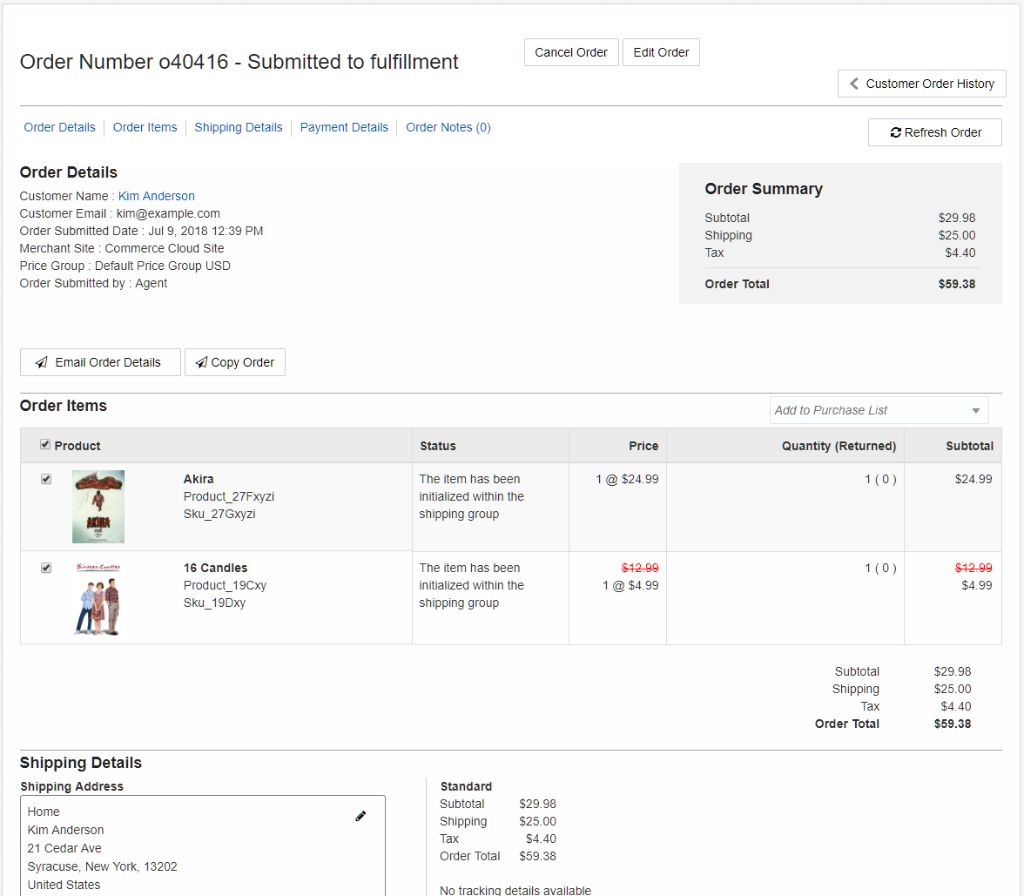 Order Number o40416 - Submitted to fulfillment
Cancel Order
Edit Order
Customer Order History
Order Details
Order Items
Shipping Details
Payment Details
Order Notes (0)
Refresh Order
Order Details
Customer Name : Kim Anderson
Customer Email : kim@example.com
Order Submitted Date : Jul 9, 2018 12:39 PM
Merchant Site : Commerce Cloud Site
Price Group : Default Price Group USD
Order Submitted by : Agent
Order Summary
Subtotal $29.98
Shipping $25.00
Tax $4.40
Order Total $59.38
Email Order Details
Copy Order
Order Items
Add to Purchase List
Product Status Price Quantity (Returned) Subtotal
AKIRA
Akira
Product_27Fxyzi
Sku_27Gxyzi
The item has been
initialized within the
shipping group
1 @ $24.99
1 ( 0 )
$24.99
Sixteen Candles
16 Candles
Product_19Cxy
Sku_19Dxy
The item has been
initialized within the
shipping group
$12.99
1 @ $4.99
1 ( 0 )
$12.99
$4.99
Subtotal $29.98
Shipping $25.00
Tax $4.40
Order Total $59.38
Shipping Details
Shipping Address
Home
Kim Anderson
21 Cedar Ave
Syracuse, New York, 13202
United States
Standard
Subtotal $29.98
Shipping $25.00
Tax $4.40
Order Total $59.38
No tracking details available